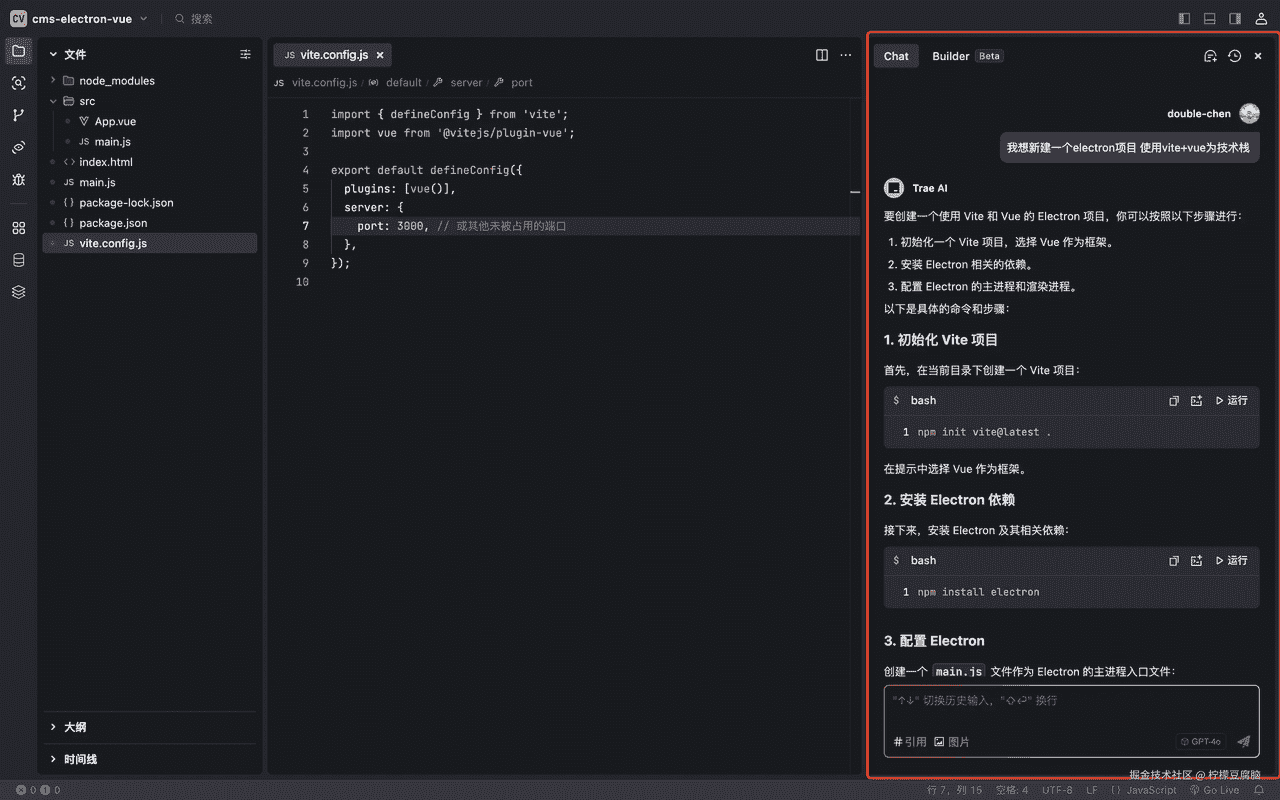 CV cms-electron-vue 搜索
文件
node_modules
src
App.vue
JS main.js
<> index.html
JS main.js
{} package-lock.json
{} package.json
JS vite.config.js
大纲
时间线
JS vite.config.js ×
JS vite.config.js / default / server / port
1 import { defineConfig } from 'vite';
2 import vue from '@vitejs/plugin-vue';
3
4 export default defineConfig({
5 plugins: [vue()],
6 server: {
7 port: 3000, // 或其他未被占用的端口
8 },
9 });
10
Chat Builder Beta
double-chen
我想新建一个electron项目 使用vite+vue为技术栈
Trae AI
要创建一个使用 Vite 和 Vue 的 Electron 项目，你可以按照以下步骤进行：
1. 初始化一个 Vite 项目，选择 Vue 作为框架。
2. 安装 Electron 相关的依赖。
3. 配置 Electron 的主进程和渲染进程。
以下是具体的命令和步骤：
1. 初始化 Vite 项目
首先，在当前目录下创建一个 Vite 项目：
$ bash 运行
1 npm init vite@latest .
在提示中选择 Vue 作为框架。
2. 安装 Electron 依赖
接下来，安装 Electron 及其相关依赖：
$ bash 运行
1 npm install electron
3. 配置 Electron
创建一个 main.js 文件作为 Electron 的主进程入口文件：
"↑↓" 切换历史输入，"⇧⏎" 换行
#引用 图片 GPT-4o
掘金技术社区 @ 柠檬豆腐脑
0 0 行 7，列 15 空格: 4 UTF-8 LF {} JavaScript Go Live